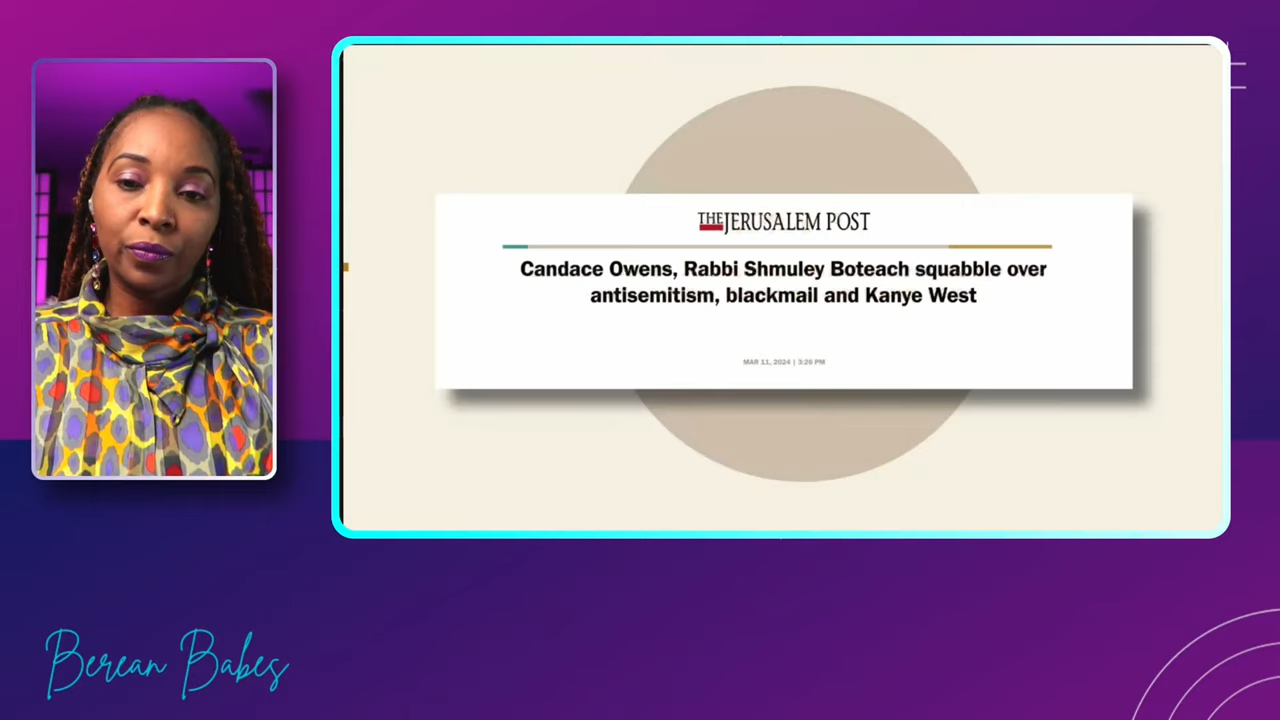 THE JERUSALEM POST
Candace Owens, Rabbi Shmuley Boteach squabble over
antisemitism, blackmail and Kanye West
MAR 11, 2024 | 3:26 PM
Berean Babes